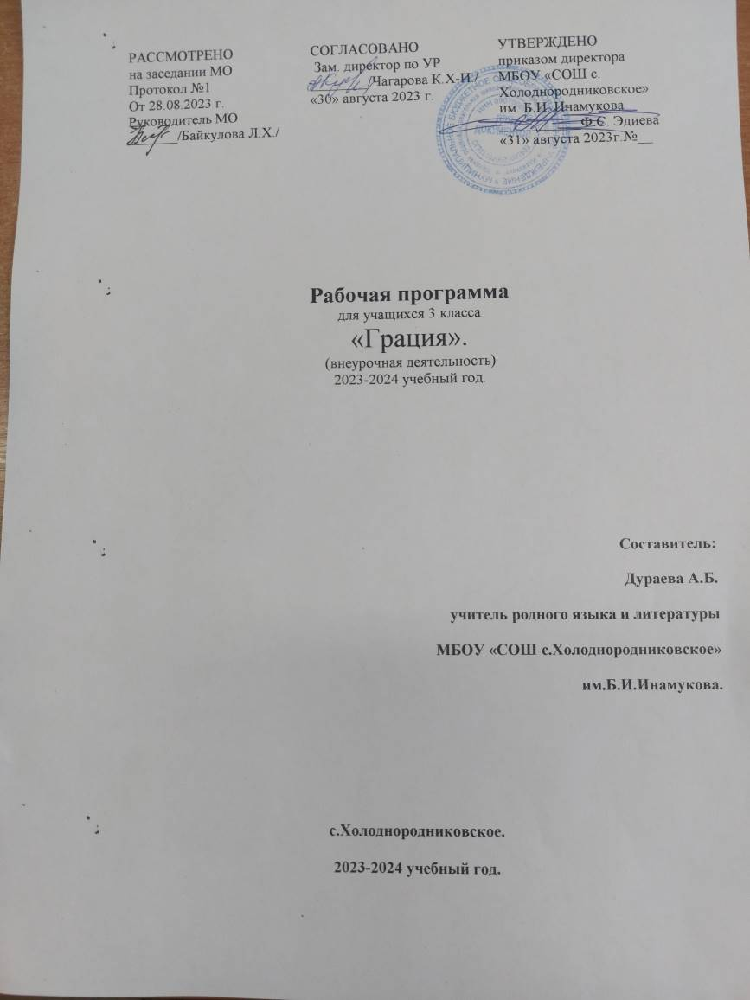 РАССМОТРЕНО
на заседании МО
Протокол №1
От 28.08.2023 г.
Руководитель МО
/Байкулова Л.Х./
СОГЛАСОВАНО
Зам. директор по УР
/Чагарова К.Х-И./
«30» августа 2023 г.
УТВЕРЖДЕНО
приказом директора
МБОУ «СОШ с.
Холоднородниковское»
им. Б.И. Инамукова
Ф.С. Эдиева
«31» августа 2023г.№__
Рабочая программа
для учащихся 3 класса
«Грация».
(внеурочная деятельность)
2023-2024 учебный год.
Составитель:
Дураева А.Б.
учитель родного языка и литературы
МБОУ «СОШ с.Холоднородниковское»
им.Б.И.Инамукова.
с.Холоднородниковское.
2023-2024 учебный год.